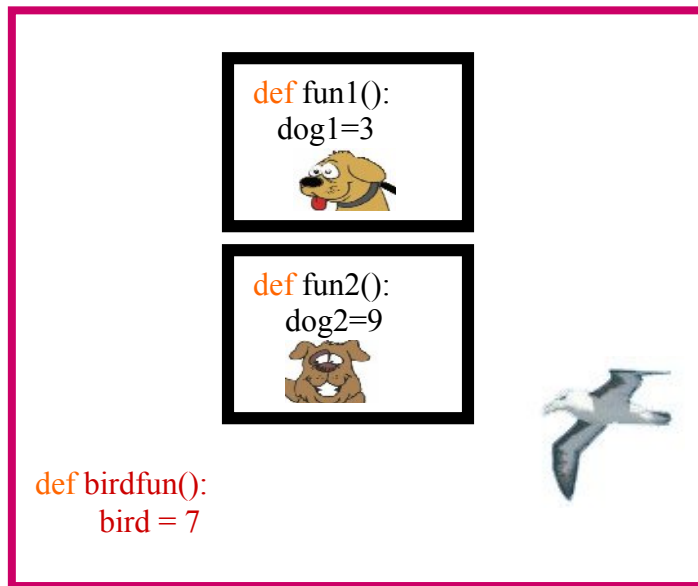 def fun1():
dog1=3
def fun2():
dog2=9
def birdfun():
bird = 7